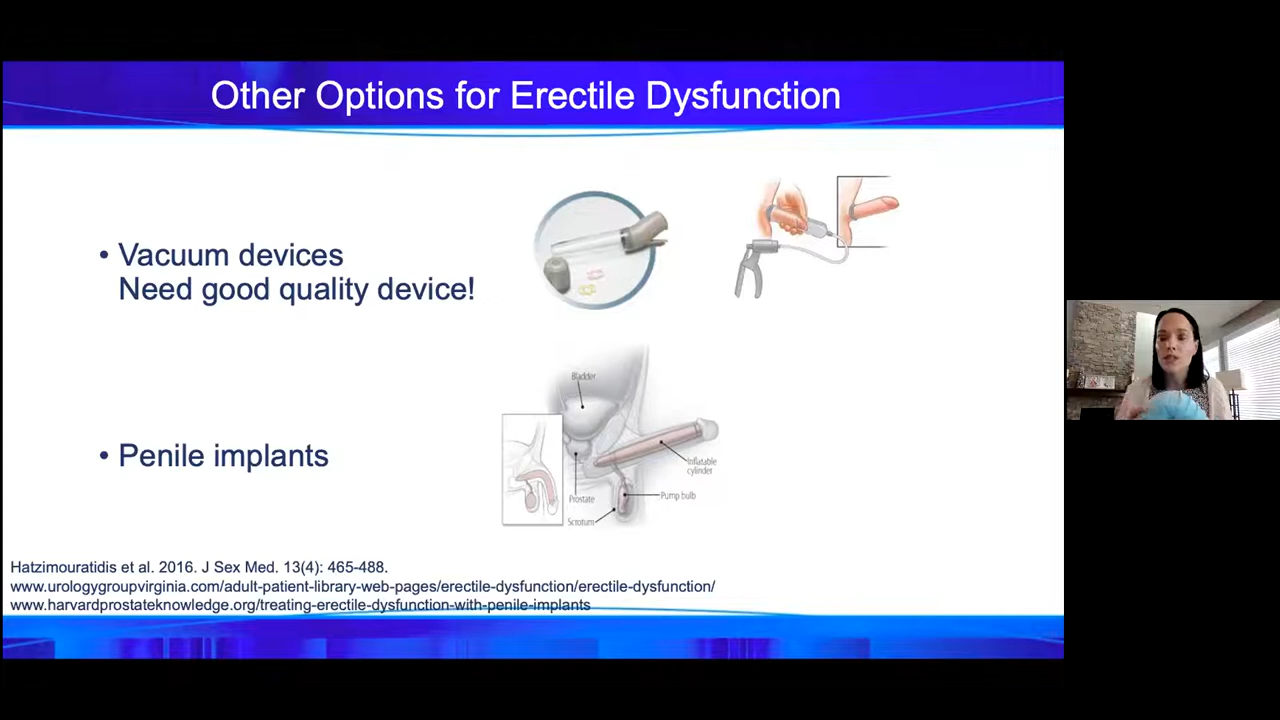 Other Options for Erectile Dysfunction
• Vacuum devices
Need good quality device!
Bladder
• Penile implants
Inflatable
cylinder
Prostate
Pump bulb
Scrotum
Hatzimouratidis et al. 2016. J Sex Med. 13(4): 465-488.
www.urologygroupvirginia.com/adult-patient-library-web-pages/erectile-dysfunction/erectile-dysfunction/
www.harvardprostateknowledge.org/treating-erectile-dysfunction-with-penile-implants